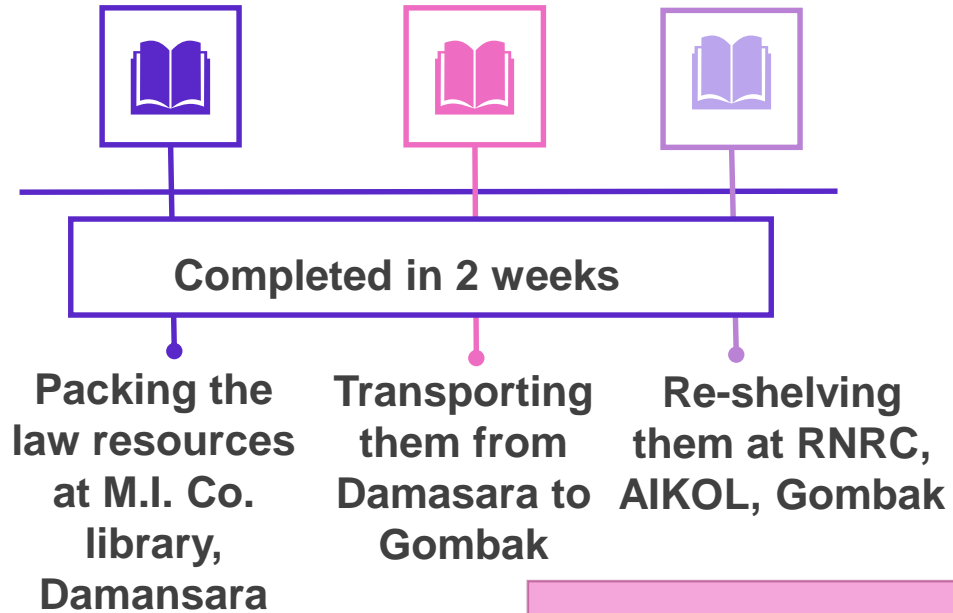 Completed in 2 weeks
Packing the
law resources
at M.I. Co.
library,
Damansara
Transporting
them from
Damasara to
Gombak
Re-shelving
them at RNRC,
AIKOL, Gombak